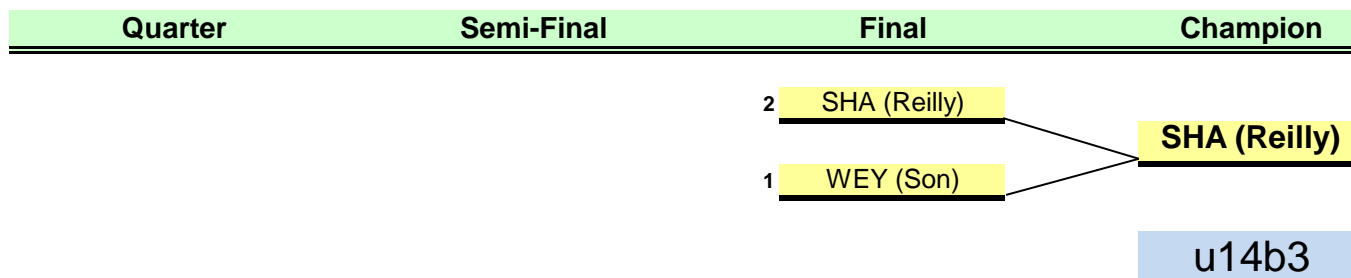 Quarter Semi-Final Final Champion
2 SHA (Reilly)
SHA (Reilly)
1 WEY (Son)
u14b3